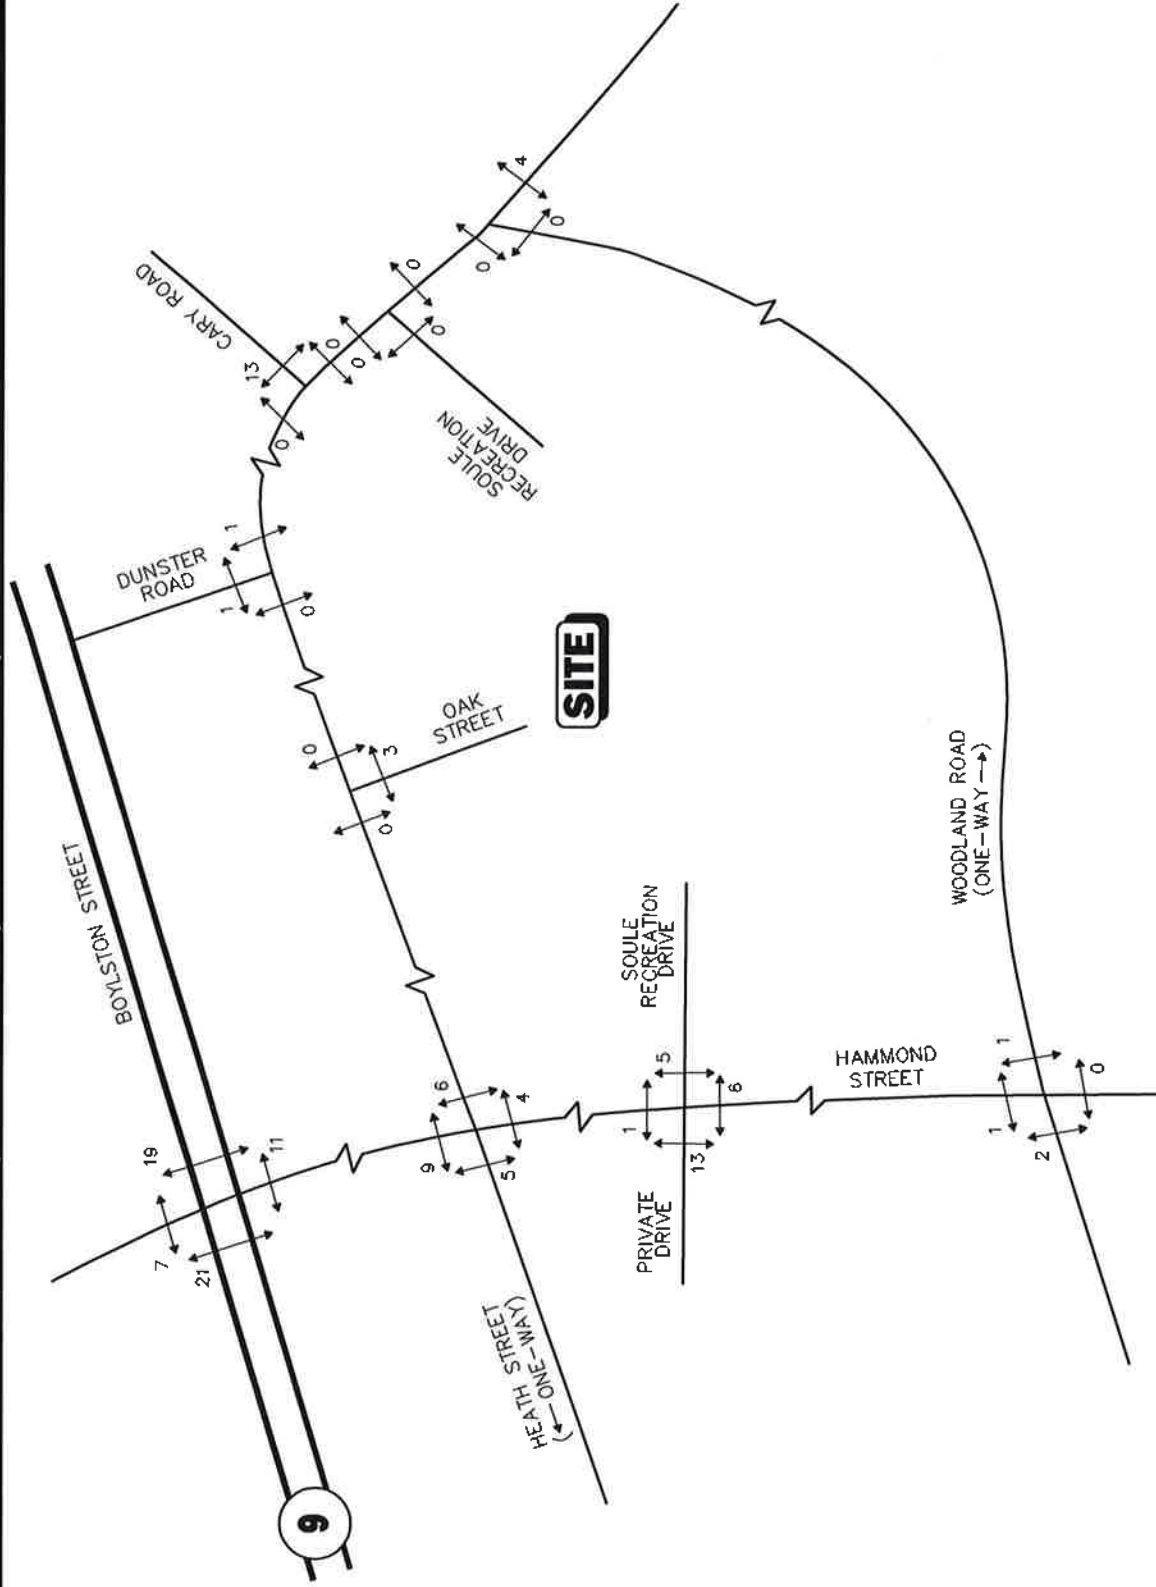 BOYLSTON STREET
9
7
19
21
11
DUNSTER
ROAD
1
1
0
CARY ROAD
13
0
0
0
0
0
SOULE
RECREATION
DRIVE
0
0
4
OAK
STREET
0
3
0
SITE
HEATH STREET
(← ONE-WAY)
9
6
5
4
SOULE
RECREATION
DRIVE
PRIVATE
DRIVE
1
5
13
6
HAMMOND
STREET
WOODLAND ROAD
(ONE-WAY →)
1
1
2
0